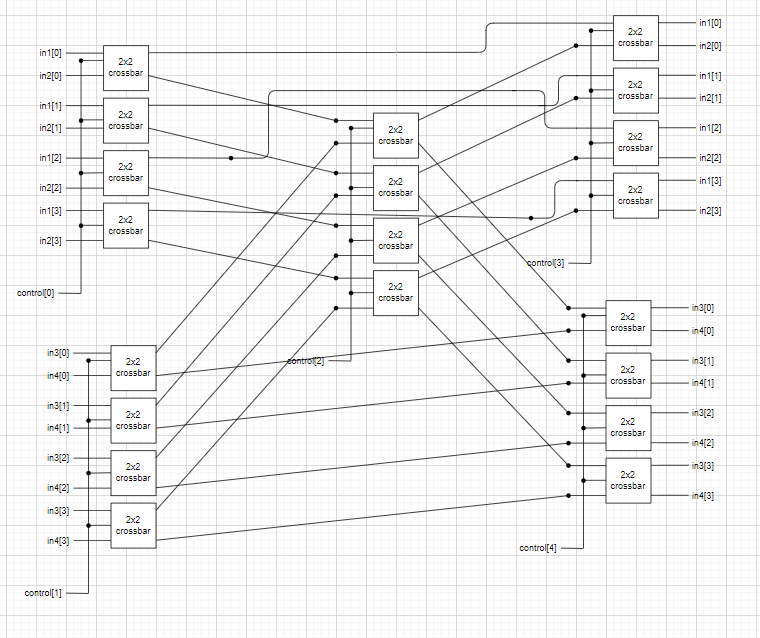 in1[0]
in2[0]
2x2
crossbar
in1[1]
in2[1]
2x2
crossbar
in1[2]
in2[2]
2x2
crossbar
in1[3]
in2[3]
2x2
crossbar
control[0]
in3[0]
in4[0]
2x2
crossbar
in3[1]
in4[1]
2x2
crossbar
in3[2]
in4[2]
2x2
crossbar
in3[3]
in4[3]
2x2
crossbar
control[1]
2x2
crossbar
2x2
crossbar
2x2
crossbar
2x2
crossbar
control[2]
2x2
crossbar
in1[0]
in2[0]
2x2
crossbar
in1[1]
in2[1]
2x2
crossbar
in1[2]
in2[2]
2x2
crossbar
in1[3]
in2[3]
control[3]
2x2
crossbar
in3[0]
in4[0]
2x2
crossbar
in3[1]
in4[1]
2x2
crossbar
in3[2]
in4[2]
2x2
crossbar
in3[3]
in4[3]
control[4]